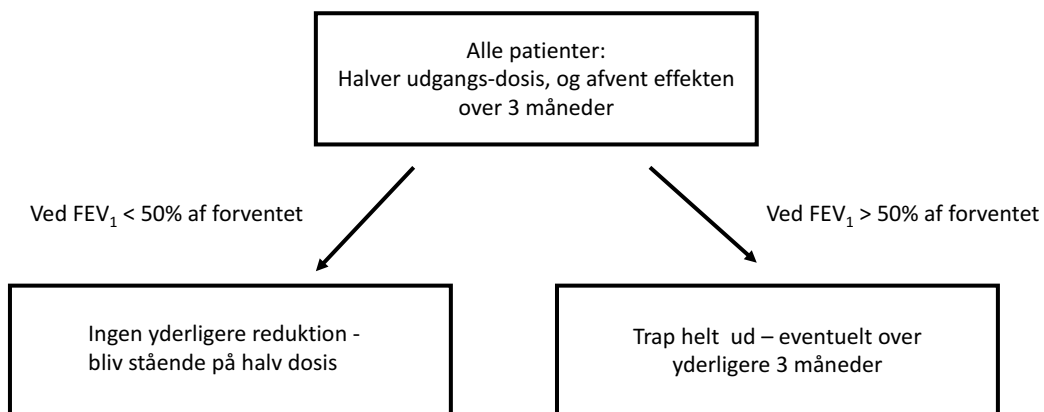 Alle patienter:
Halver udgangs-dosis, og afvent effekten
over 3 måneder
Ved FEV₁ < 50% af forventet
Ved FEV₁ > 50% af forventet
Ingen yderligere reduktion -
bliv stående på halv dosis
Trap helt ud – eventuelt over
yderligere 3 måneder